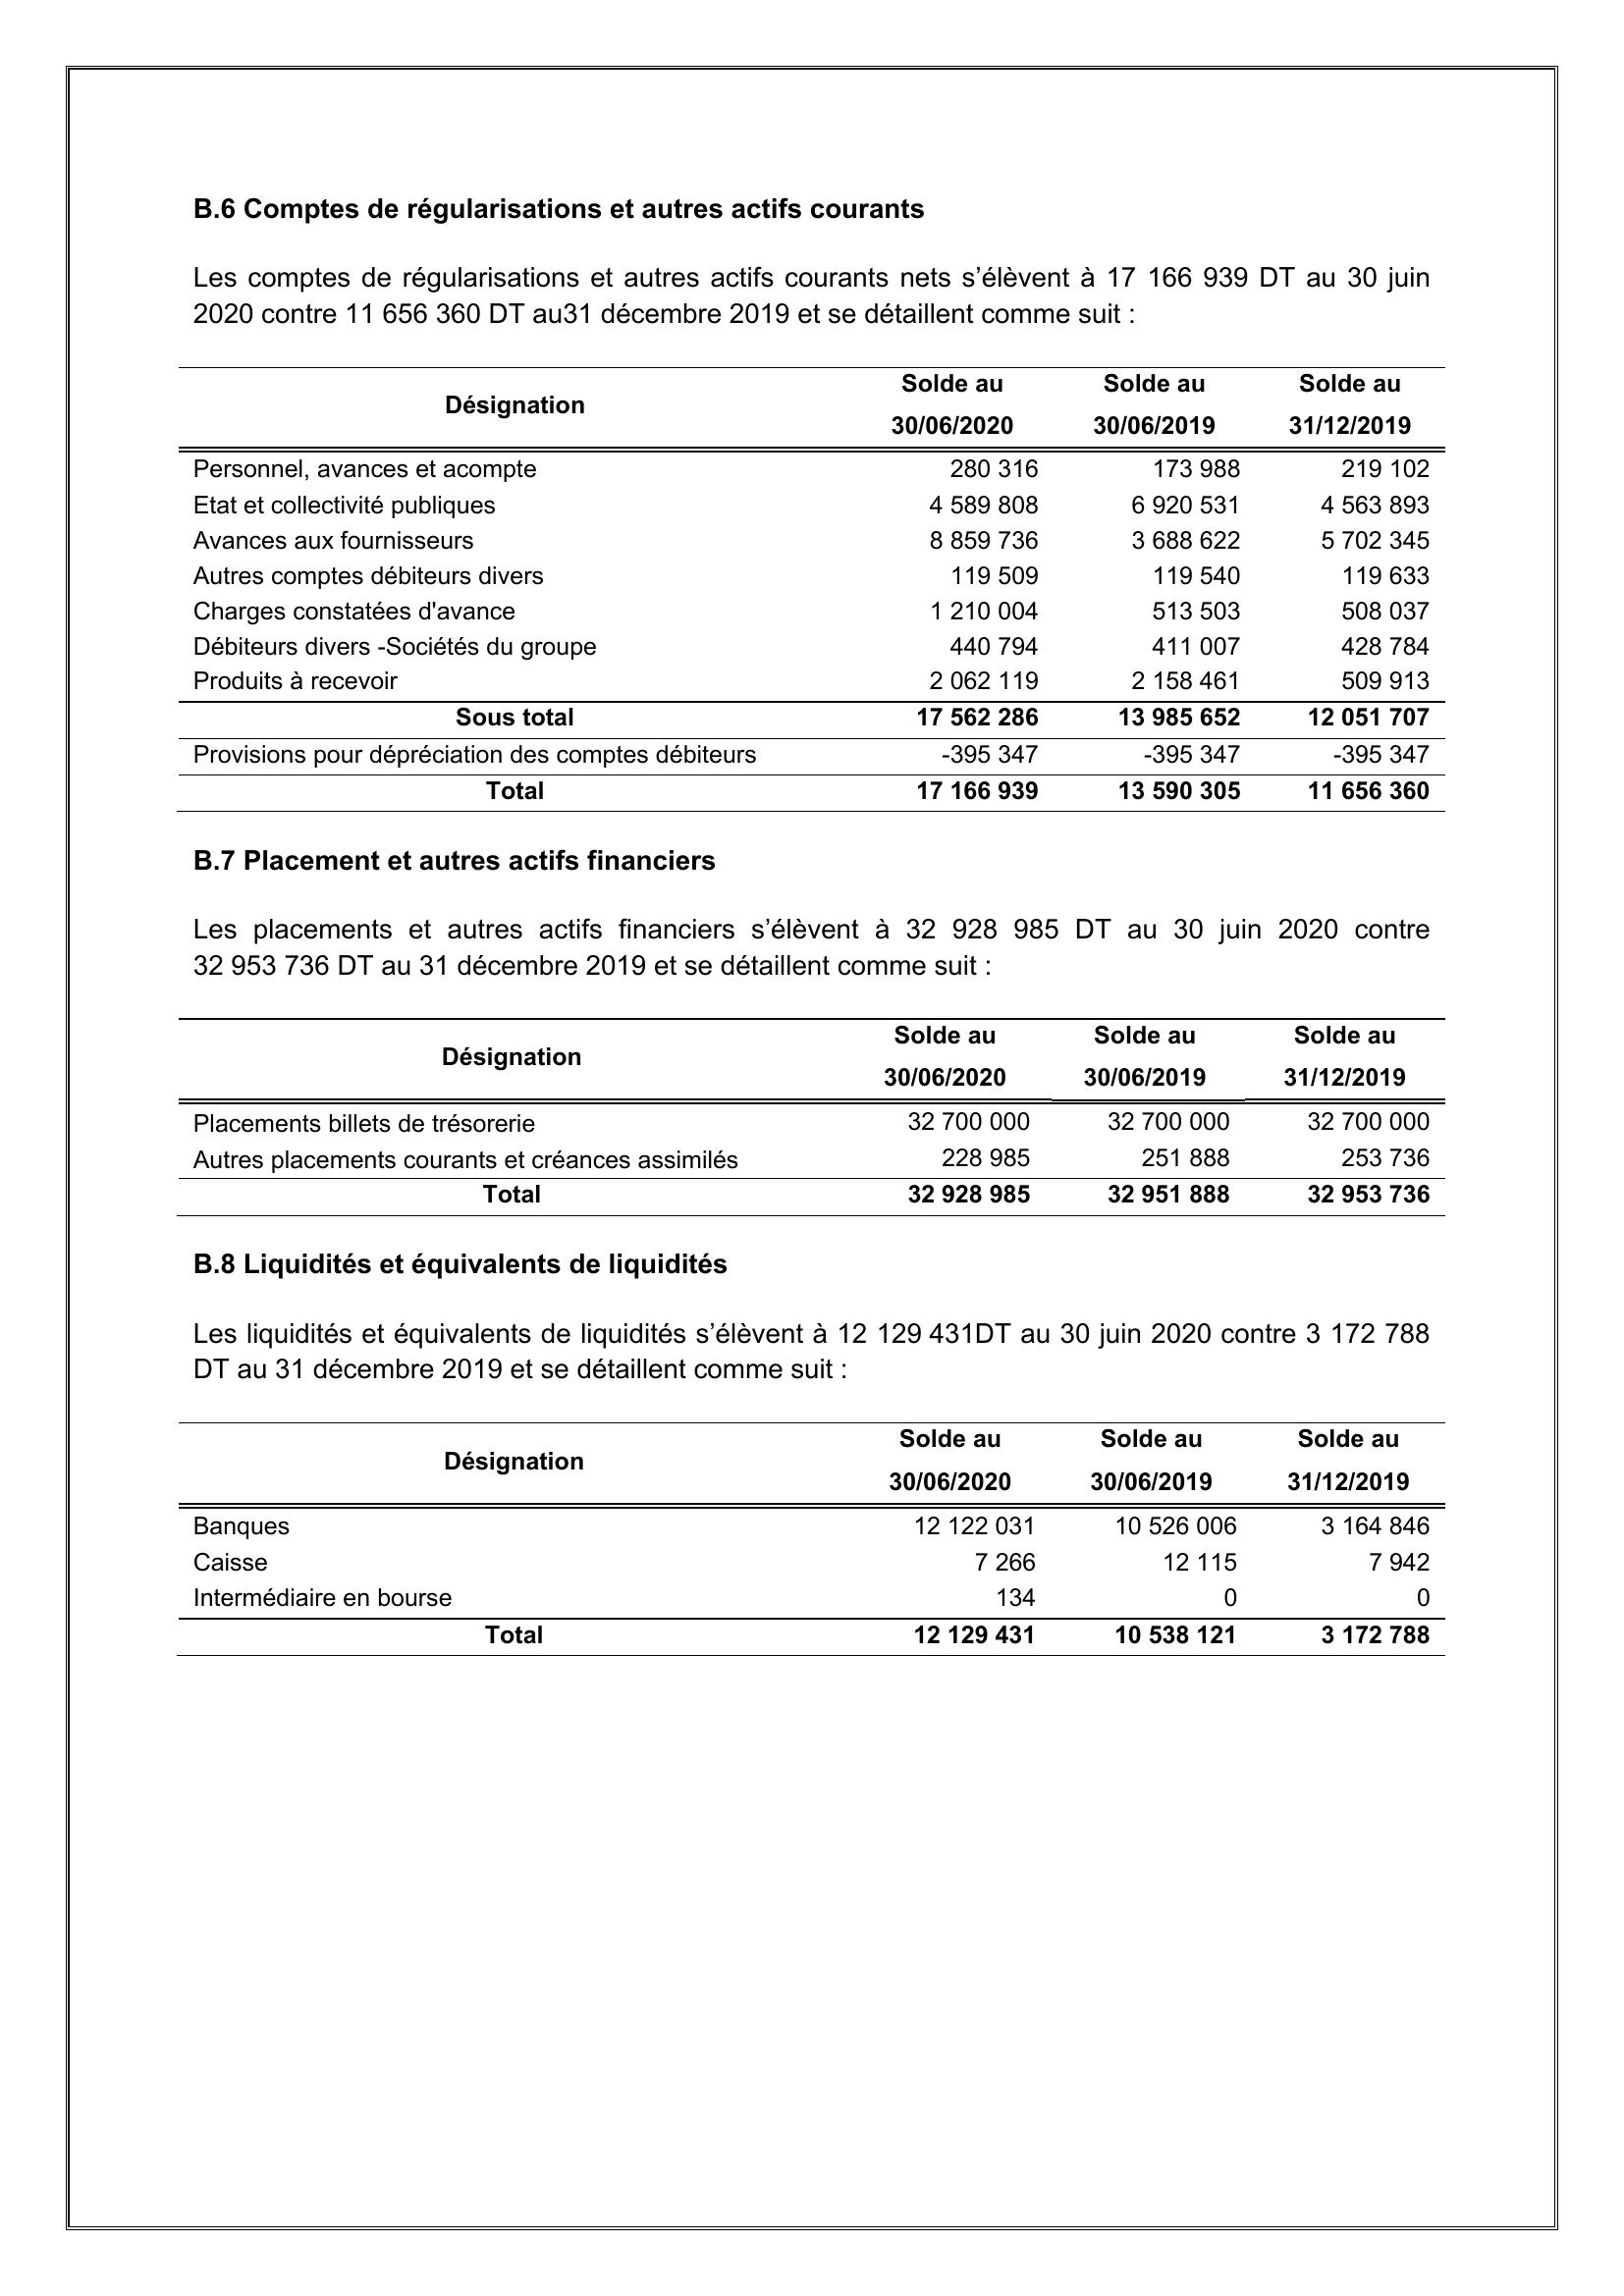 B.6 Comptes de régularisations et autres actifs courants
Les comptes de régularisations et autres actifs courants nets s’élèvent à 17 166 939 DT au 30 juin
2020 contre 11 656 360 DT au31 décembre 2019 et se détaillent comme suit :
Désignation Solde au 30/06/2020 Solde au 30/06/2019 Solde au 31/12/2019
Personnel, avances et acompte 280 316 173 988 219 102
Etat et collectivité publiques 4 589 808 6 920 531 4 563 893
Avances aux fournisseurs 8 859 736 3 688 622 5 702 345
Autres comptes débiteurs divers 119 509 119 540 119 633
Charges constatées d'avance 1 210 004 513 503 508 037
Débiteurs divers -Sociétés du groupe 440 794 411 007 428 784
Produits à recevoir 2 062 119 2 158 461 509 913
Sous total 17 562 286 13 985 652 12 051 707
Provisions pour dépréciation des comptes débiteurs -395 347 -395 347 -395 347
Total 17 166 939 13 590 305 11 656 360
B.7 Placement et autres actifs financiers
Les placements et autres actifs financiers s’élèvent à 32 928 985 DT au 30 juin 2020 contre
32 953 736 DT au 31 décembre 2019 et se détaillent comme suit :
Désignation Solde au 30/06/2020 Solde au 30/06/2019 Solde au 31/12/2019
Placements billets de trésorerie 32 700 000 32 700 000 32 700 000
Autres placements courants et créances assimilés 228 985 251 888 253 736
Total 32 928 985 32 951 888 32 953 736
B.8 Liquidités et équivalents de liquidités
Les liquidités et équivalents de liquidités s’élèvent à 12 129 431DT au 30 juin 2020 contre 3 172 788
DT au 31 décembre 2019 et se détaillent comme suit :
Désignation Solde au 30/06/2020 Solde au 30/06/2019 Solde au 31/12/2019
Banques 12 122 031 10 526 006 3 164 846
Caisse 7 266 12 115 7 942
Intermédiaire en bourse 134 0 0
Total 12 129 431 10 538 121 3 172 788